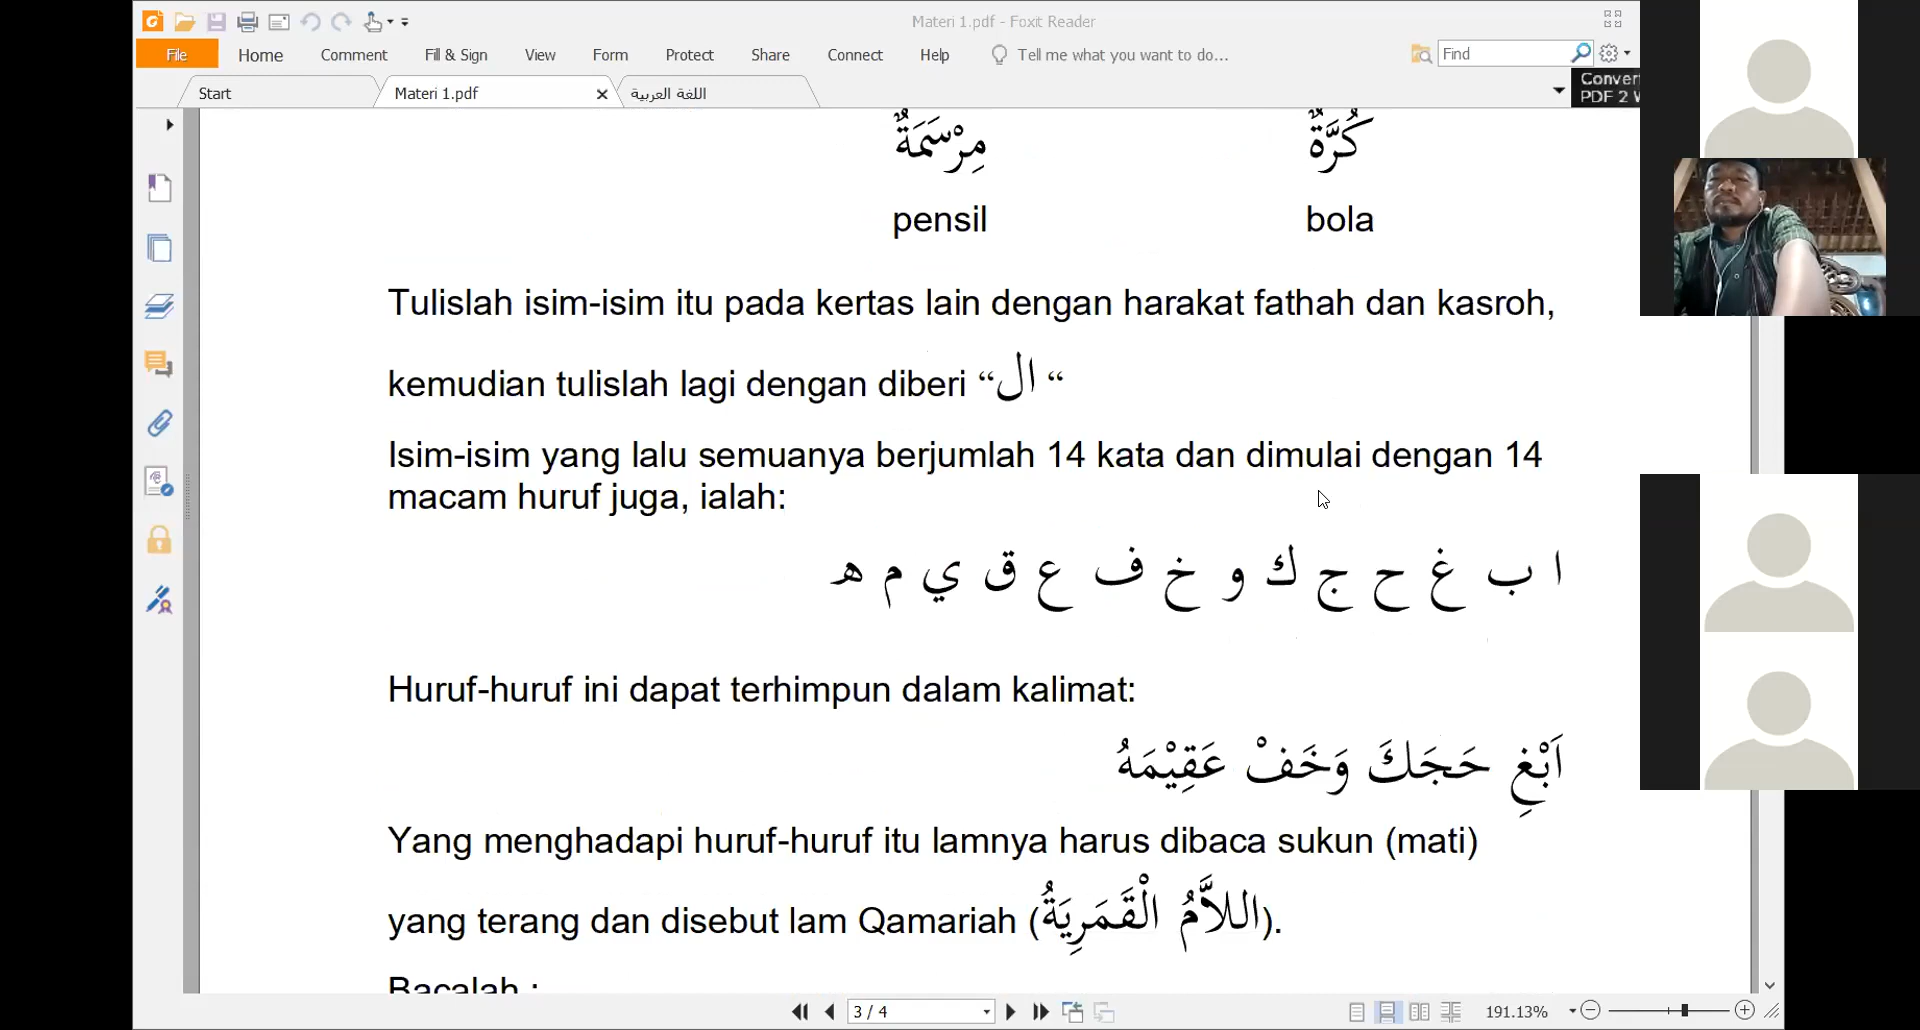 Materi 1.pdf - Foxit Reader
File Home Comment Fill & Sign View Form Protect Share Connect Help Tell me what you want to do... Find
Conver
PDF 2 W
Start Materi 1.pdf اللغة العربية
مِرْسَمَةٌ كُرَّةٌ
pensil bola
Tulislah isim-isim itu pada kertas lain dengan harakat fathah dan kasroh,
kemudian tulislah lagi dengan diberi “ال “
Isim-isim yang lalu semuanya berjumlah 14 kata dan dimulai dengan 14
macam huruf juga, ialah:
ا ب غ ح ج ك و خ ف ع ق ي م ه
Huruf-huruf ini dapat terhimpun dalam kalimat:
اَبْغِ حَجَكَ وَخَفْ عَقِيْمَهُ
Yang menghadapi huruf-huruf itu lamnya harus dibaca sukun (mati)
yang terang dan disebut lam Qamariah (اللاَّمُ الْقَمَرِيَةُ).
Bacalah :
3 / 4 191.13%